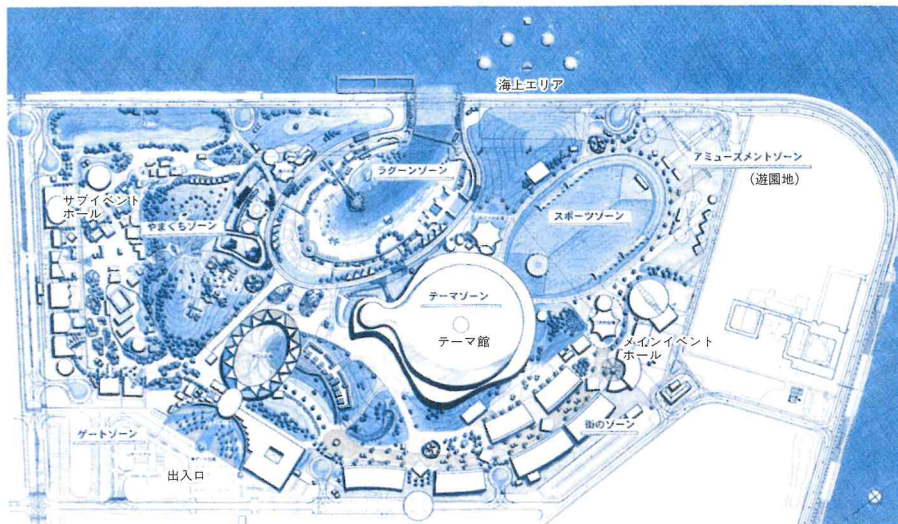 海上エリア
アミューズメントゾーン
(遊園地)
ラグーンゾーン
サブイベント
ホール
やまぐちゾーン
スポーツゾーン
テーマゾーン
テーマ館
メインイベント
ホール
街のゾーン
ゲートゾーン
出入口